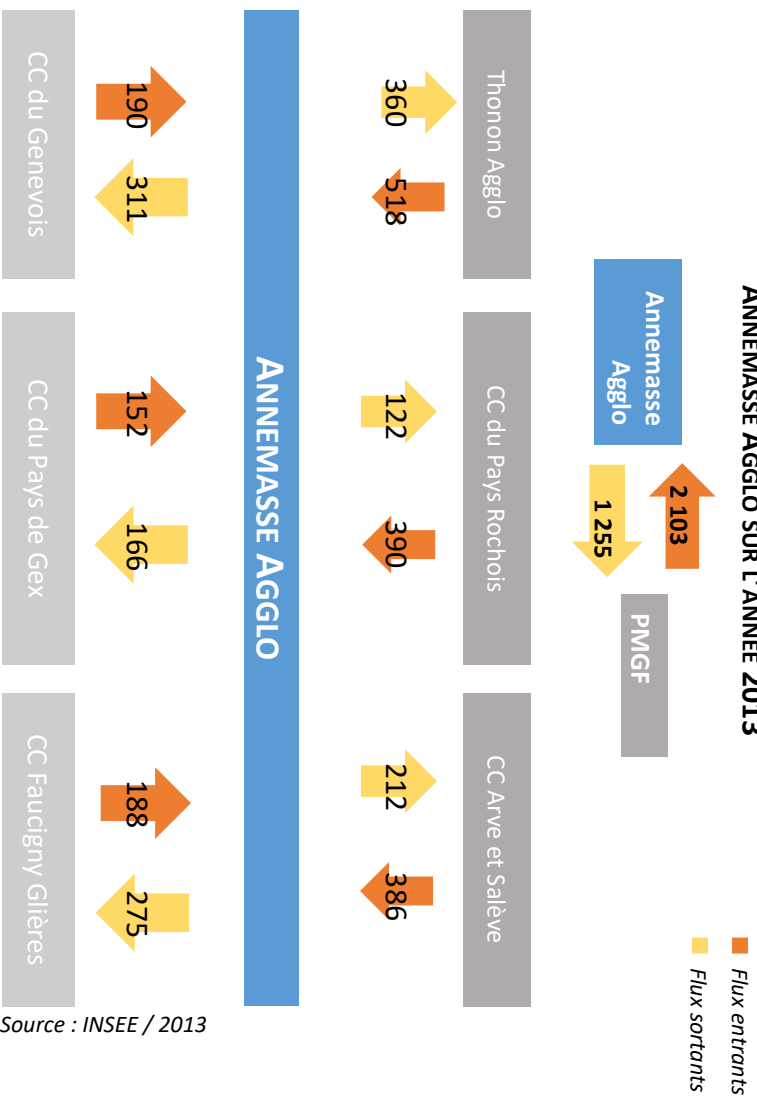 ANNEMASSE AGGLO SUR L'ANNEE 2013
Flux entrants
Flux sortants
Annemasse
Agglo
2 103
1 255
PMGF
Thonon Agglo
CC du Pays Rochois
CC Arve et Salève
360
518
122
390
212
386
ANNEMASSE AGGLO
190
311
152
166
188
275
CC du Genevois
CC du Pays de Gex
CC Faucigny Glières
Source : INSEE / 2013